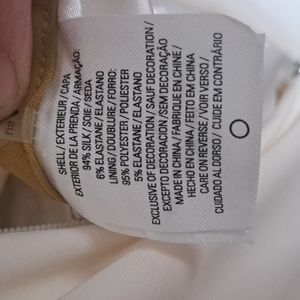 SHELL / EXTERIEUR / CAPA
EXTERIOR DE LA PRENDA / ARMAÇÃO:
94% SILK / SOIE / SEDA
6% ELASTANE / ELASTANO
LINING / DOUBLURE / FORRO:
95% POLYESTER / POLIESTER
5% ELASTANE / ELASTANO
EXCLUSIVE OF DECORATION / SAUF DECORATION /
EXCEPTO DECORACION / SEM DECORAÇÃO
MADE IN CHINA / FABRIQUE EN CHINE /
HECHO EN CHINA / FEITO EM CHINA
CARE ON REVERSE / VOIR VERSO /
CUIDADO AL DORSO / CUIDE EM CONTRÁRIO